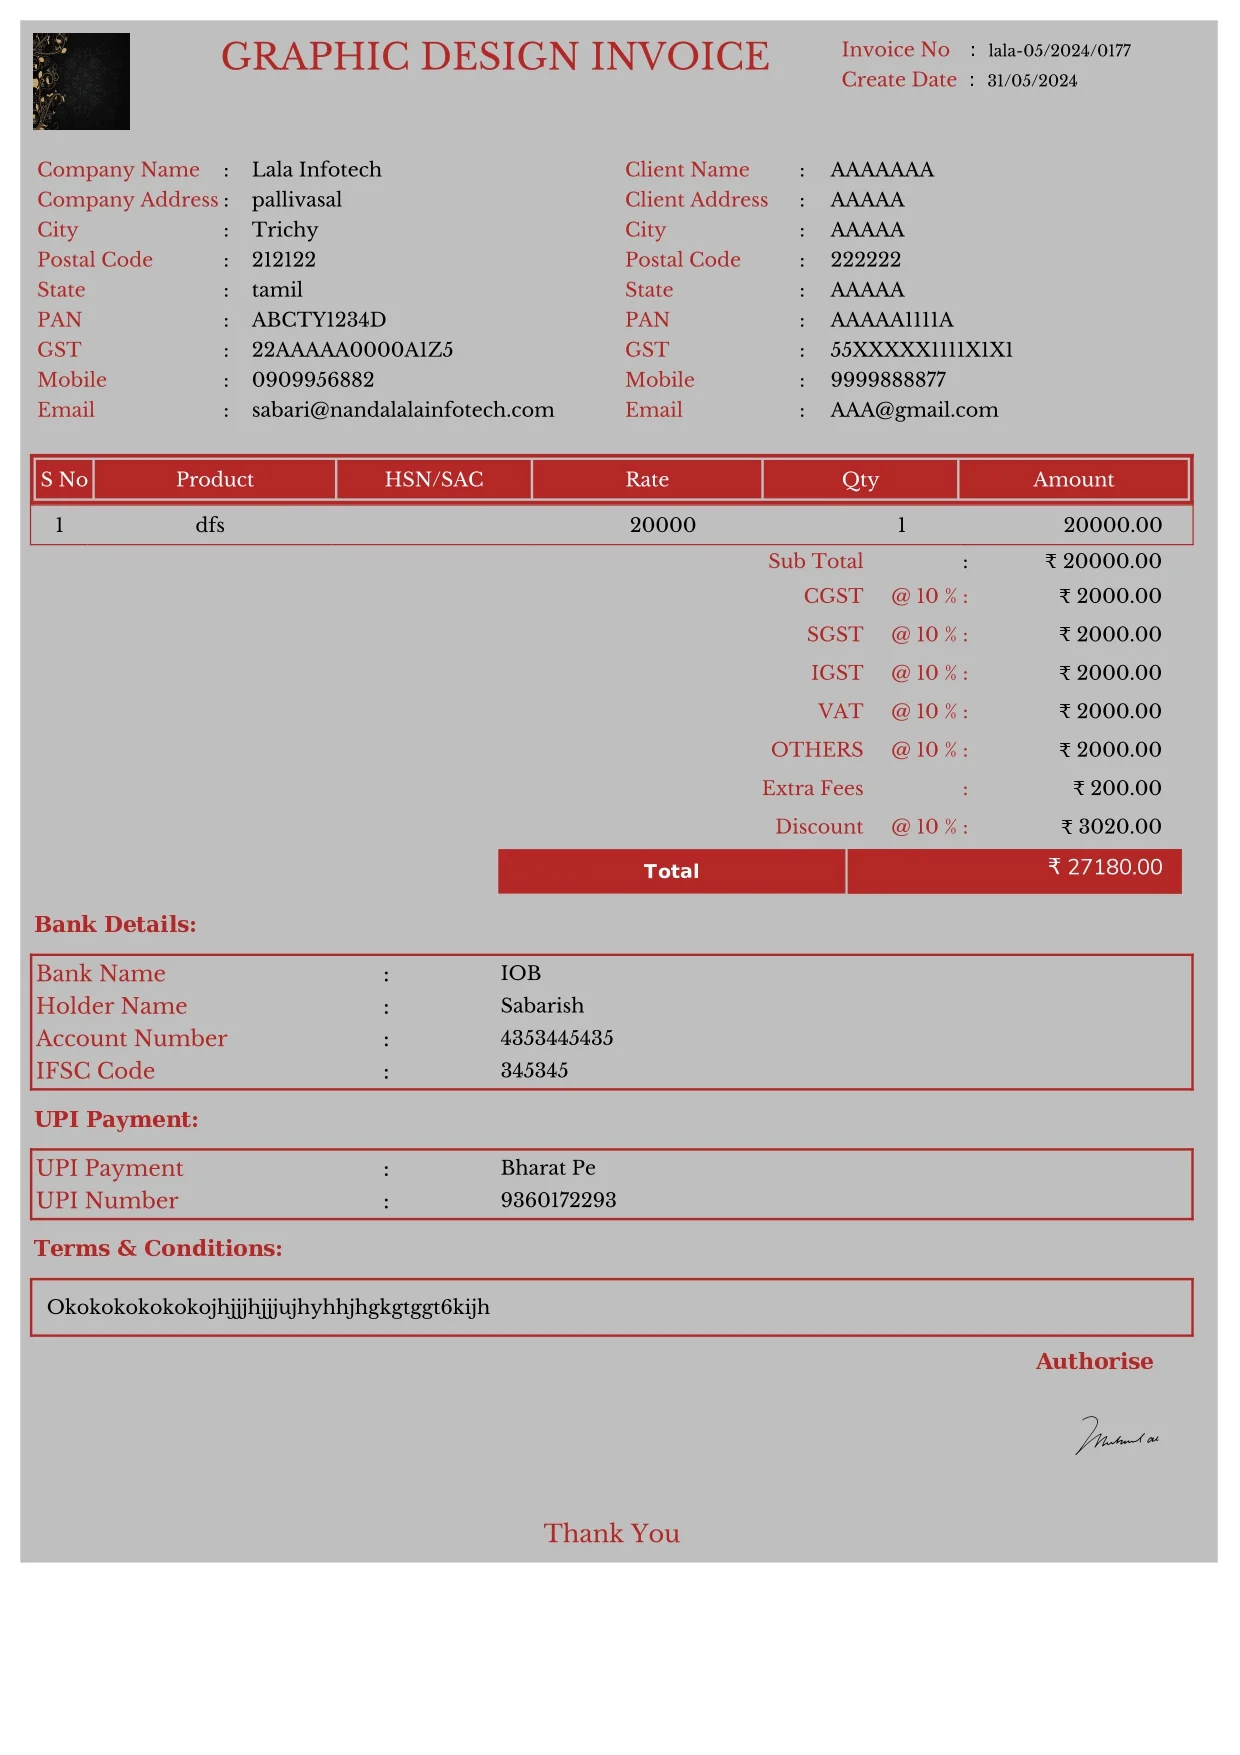 GRAPHIC DESIGN INVOICE
Invoice No : lala-05/2024/0177
Create Date : 31/05/2024
Company Name : Lala Infotech
Company Address : pallivasal
City : Trichy
Postal Code : 212122
State : tamil
PAN : ABCTY1234D
GST : 22AAAAA0000A1Z5
Mobile : 0909956882
Email : sabari@nandalalainfotech.com
Client Name : AAAAAAA
Client Address : AAAAA
City : AAAAA
Postal Code : 222222
State : AAAAA
PAN : AAAAA1111A
GST : 55XXXXX1111X1X1
Mobile : 9999888877
Email : AAA@gmail.com
S No Product HSN/SAC Rate Qty Amount
1 dfs 20000 1 20000.00
Sub Total : ₹ 20000.00
CGST @ 10 % : ₹ 2000.00
SGST @ 10 % : ₹ 2000.00
IGST @ 10 % : ₹ 2000.00
VAT @ 10 % : ₹ 2000.00
OTHERS @ 10 % : ₹ 2000.00
Extra Fees : ₹ 200.00
Discount @ 10 % : ₹ 3020.00
Total ₹ 27180.00
Bank Details:
Bank Name : IOB
Holder Name : Sabarish
Account Number : 4353445435
IFSC Code : 345345
UPI Payment:
UPI Payment : Bharat Pe
UPI Number : 9360172293
Terms & Conditions:
Okokokokokokojhjjjhjjjujhyhhjhgkgtggt6kijh
Authorise
Thank You